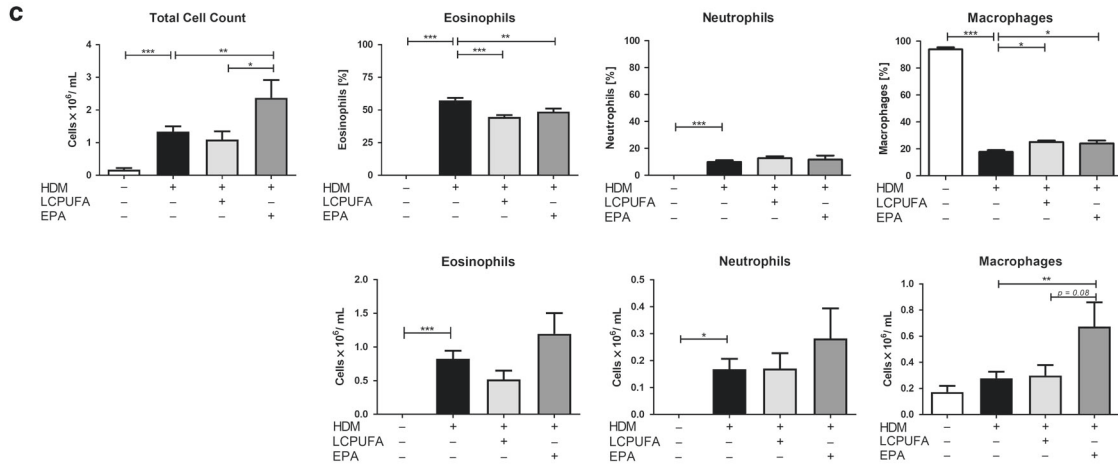 c
Total Cell Count
Cells × 10⁶/ mL
4
3
2
1
0
***
**
*
HDM – + + +
LCPUFA – – + –
EPA – – – +
Eosinophils
Eosinophils [%]
100
75
50
25
0
***
**
***
– + + +
– – + –
– – – +
Neutrophils
Neutrophils [%]
100
80
60
40
20
0
***
HDM – + + +
LCPUFA – – + –
EPA – – – +
Macrophages
Macrophages [%]
100
80
60
40
20
0
***
*
*
HDM – + + +
LCPUFA – – + –
EPA – – – +
Eosinophils
Cells × 10⁶/ mL
2.0
1.5
1.0
0.5
0.0
***
HDM – + + +
LCPUFA – – + –
EPA – – – +
Neutrophils
Cells × 10⁶/ mL
0.5
0.4
0.3
0.2
0.1
0.0
*
HDM – + + +
LCPUFA – – + –
EPA – – – +
Macrophages
Cells × 10⁶/ mL
1.0
0.8
0.6
0.4
0.2
0.0
**
p = 0.08
HDM – + + +
LCPUFA – – + –
EPA – – – +